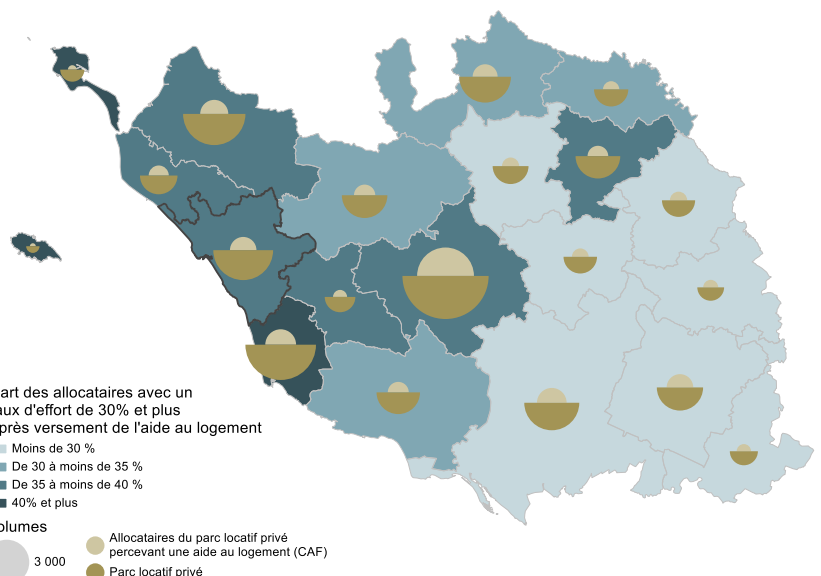 art des allocataires avec un
aux d'effort de 30% et plus
près versement de l'aide au logement
Moins de 30 %
De 30 à moins de 35 %
De 35 à moins de 40 %
40% et plus
olumes
3 000
Allocataires du parc locatif privé
percevant une aide au logement (CAF)
Parc locatif privé